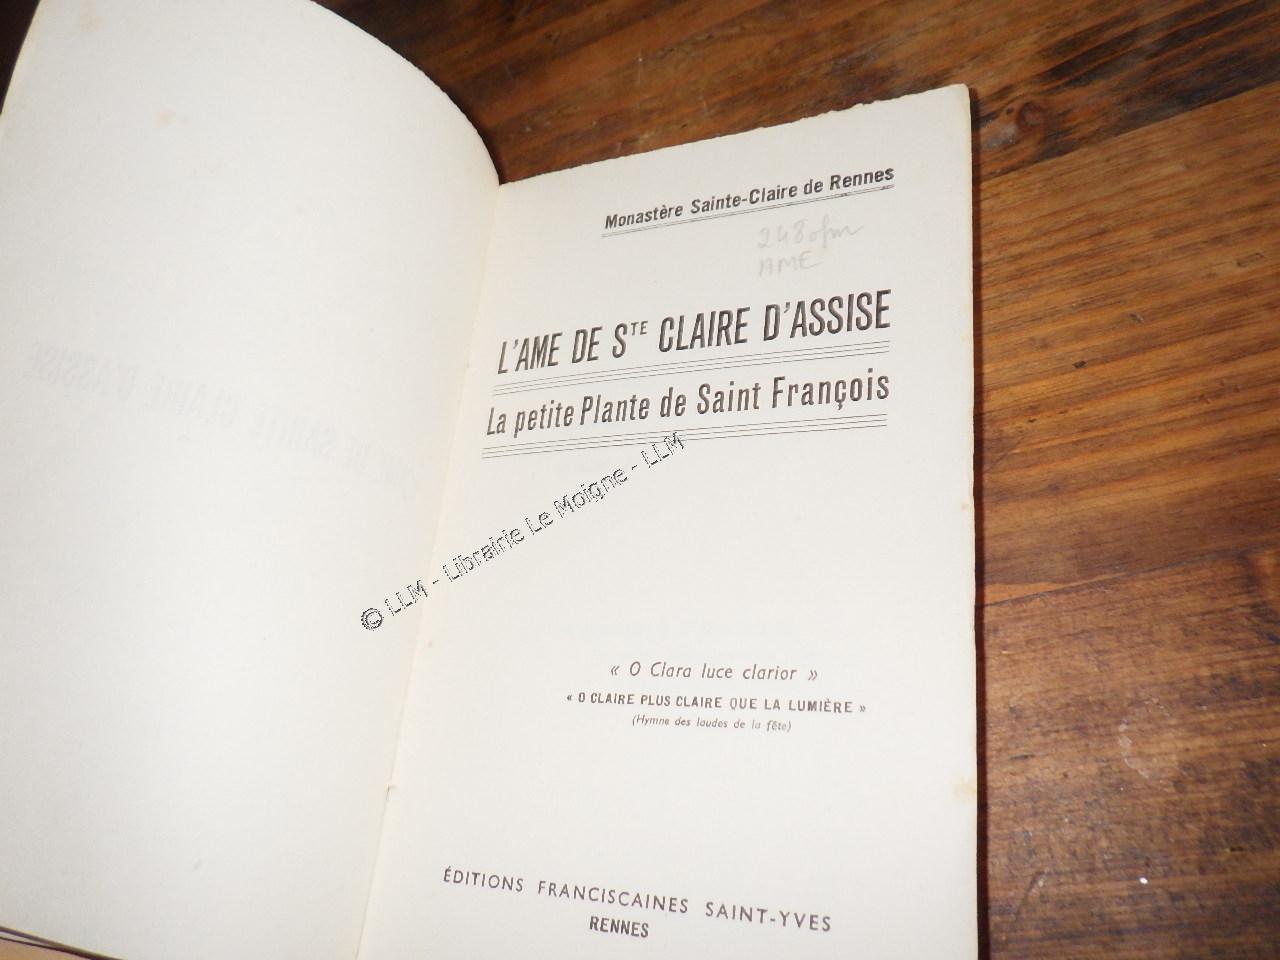 Monastère Sainte-Claire de Rennes
248 ofm
AME
L'AME DE STE CLAIRE D'ASSISE
La petite Plante de Saint François
© LLM - Librairie Le Moigne - LLM
« O Clara luce clarior »
« O CLAIRE PLUS CLAIRE QUE LA LUMIÈRE »
(Hymne des laudes de la fête)
ÉDITIONS FRANCISCAINES SAINT-YVES
RENNES